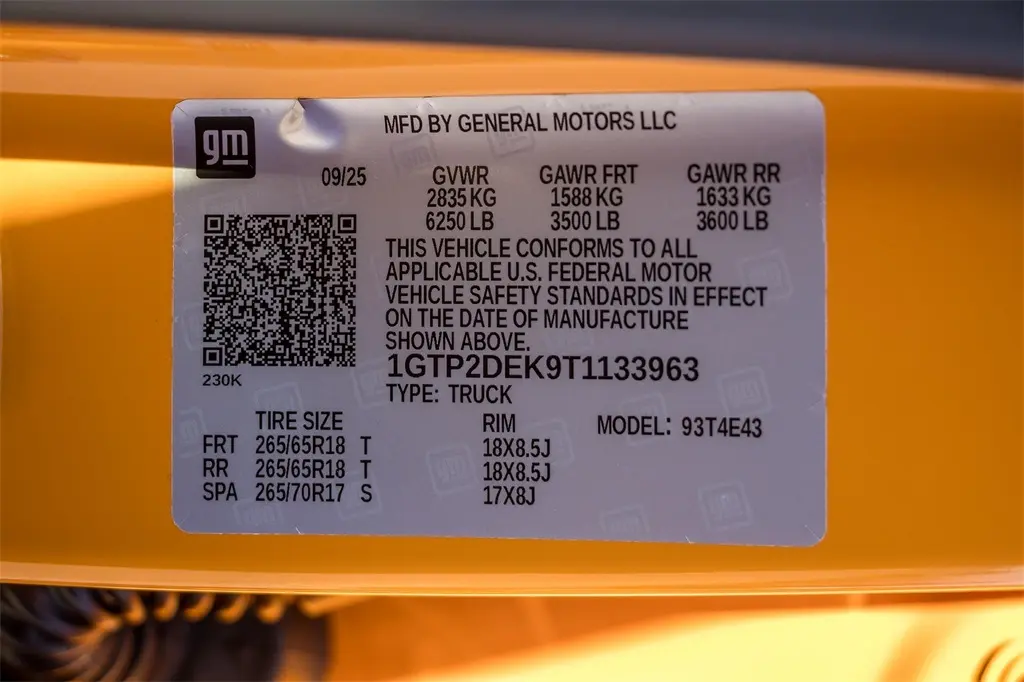 gm
MFD BY GENERAL MOTORS LLC
09/25
GVWR GAWR FRT GAWR RR
2835 KG 1588 KG 1633 KG
6250 LB 3500 LB 3600 LB
THIS VEHICLE CONFORMS TO ALL
APPLICABLE U.S. FEDERAL MOTOR
VEHICLE SAFETY STANDARDS IN EFFECT
ON THE DATE OF MANUFACTURE
SHOWN ABOVE.
1GTP2DEK9T1133963
230K
TYPE: TRUCK
TIRE SIZE RIM MODEL: 93T4E43
FRT 265/65R18 T 18X8.5J
RR 265/65R18 T 18X8.5J
SPA 265/70R17 S 17X8J